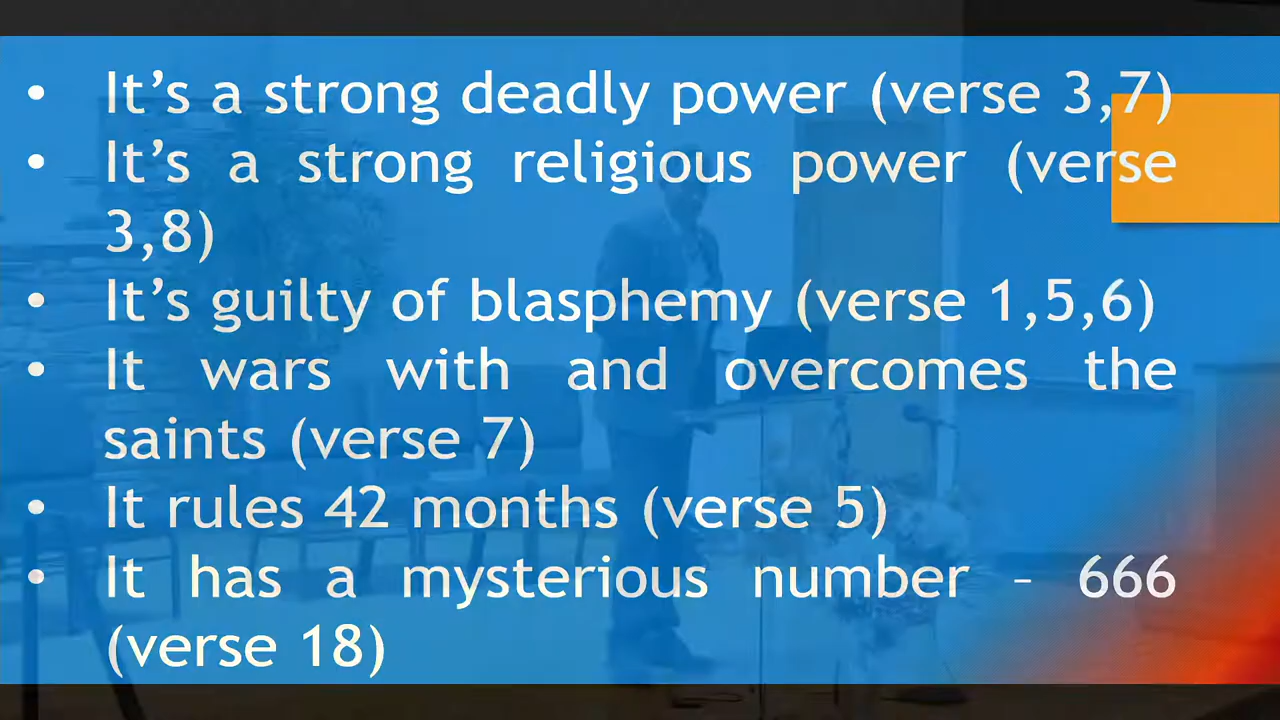 • It’s a strong deadly power (verse 3,7)
• It’s a strong religious power (verse
3,8)
• It’s guilty of blasphemy (verse 1,5,6)
• It wars with and overcomes the
saints (verse 7)
• It rules 42 months (verse 5)
• It has a mysterious number – 666
(verse 18)